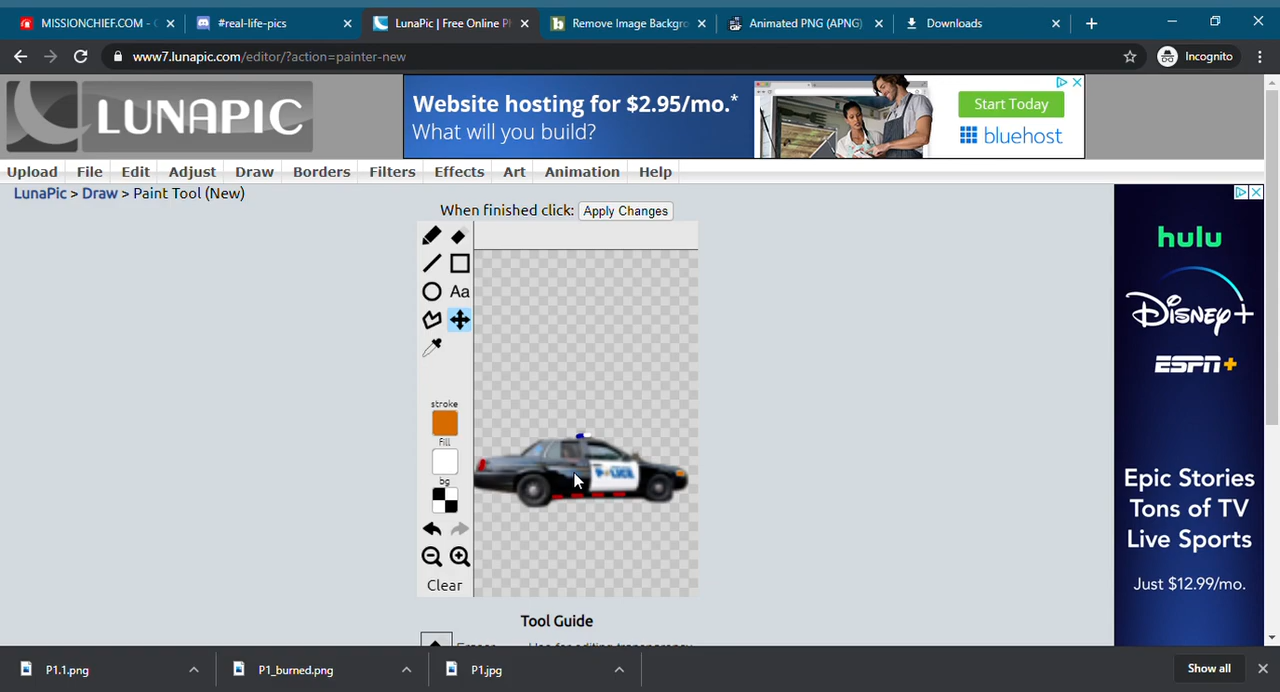 MISSIONCHIEF.COM - 
#real-life-pics
LunaPic | Free Online Ph
Remove Image Backgro
Animated PNG (APNG)
Downloads
www7.lunapic.com/editor/?action=painter-new
Incognito
LUNAPIC
Website hosting for $2.95/mo.*
What will you build?
Start Today
bluehost
Upload File Edit Adjust Draw Borders Filters Effects Art Animation Help
LunaPic > Draw > Paint Tool (New)
When finished click: Apply Changes
Aa
stroke
Fill
bg
Clear
Tool Guide
hulu
Disney+
ESPN+
Epic Stories
Tons of TV
Live Sports
Just $12.99/mo.
P1.1.png
P1_burned.png
P1.jpg
Show all